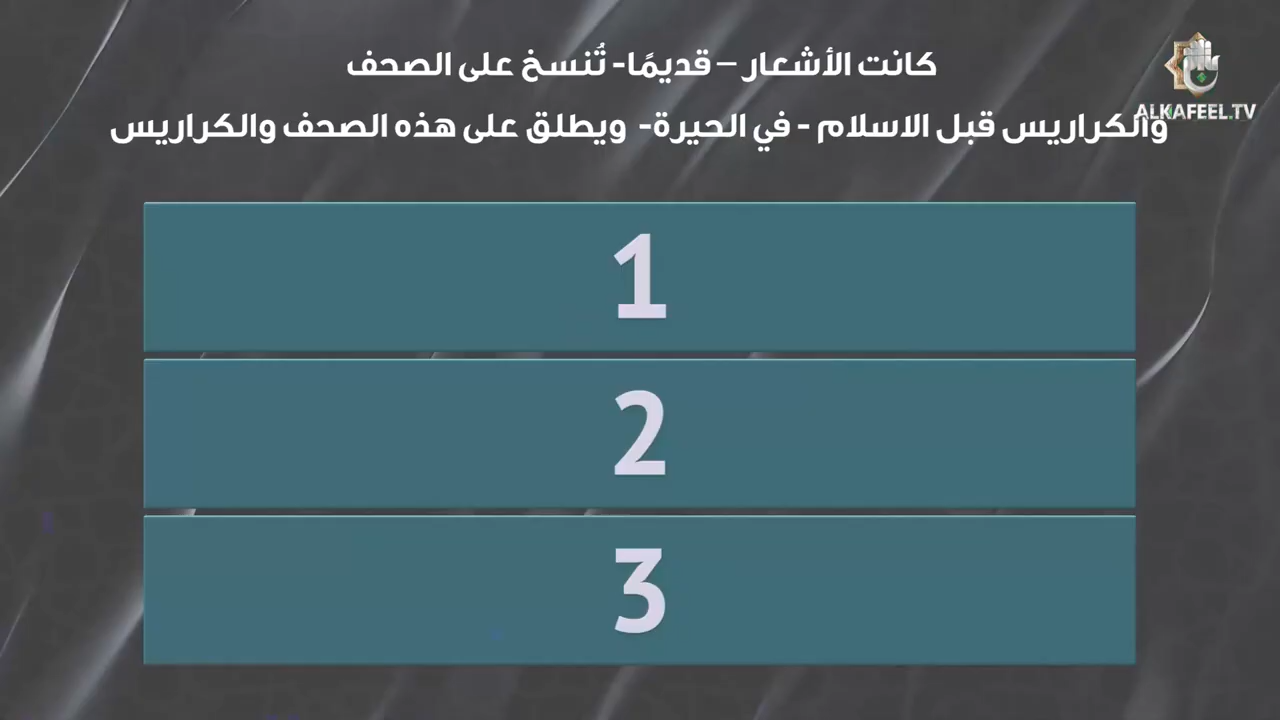 كانت الأشعار – قديمًا- تُنسخ على الصحف
والكراريس قبل الاسلام - في الحيرة- ويطلق على هذه الصحف والكراريس
ALKAFEEL.TV
1
2
3